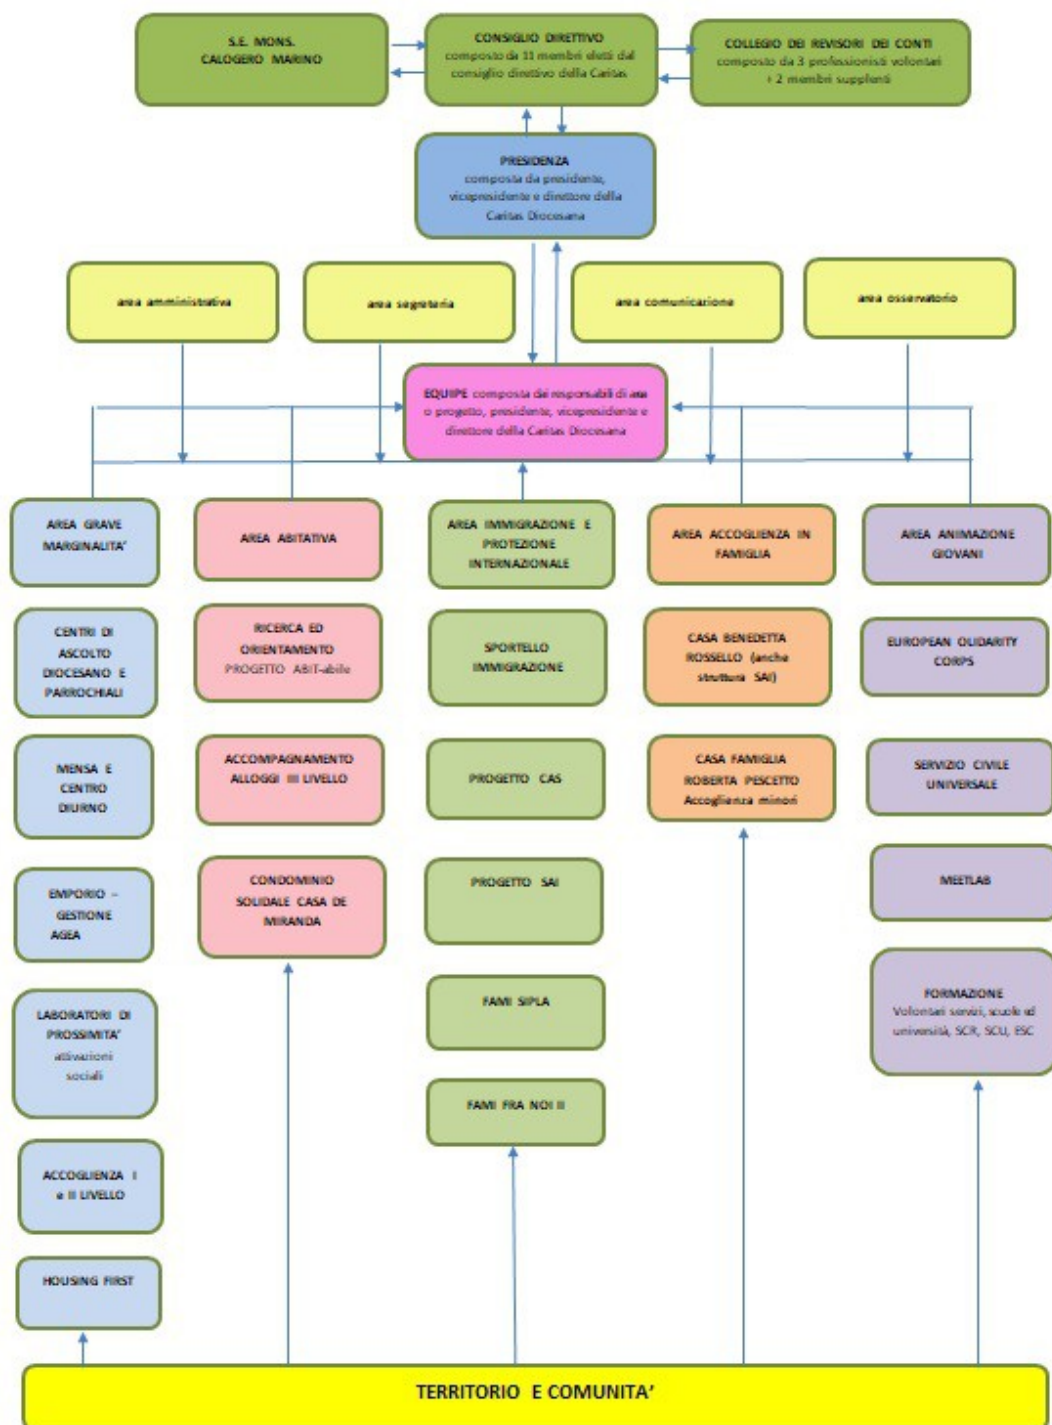 S.E. MONS.
CALOGERO MARINO
CONSIGLIO DIRETTIVO
composto da 11 membri eletti dal
consiglio direttivo della Caritas
COLLEGIO DEI REVISORI DEI CONTI
composto da 3 professionisti volontari
+ 2 membri supplenti
PRESIDENZA
composta da presidente,
vicepresidente e direttore della
Caritas Diocesana
area amministrativa
area segreteria
area comunicazione
area osservatorio
EQUIPE composta dai responsabili di area
o progetto, presidente, vicepresidente e
direttore della Caritas Diocesana
AREA GRAVE
MARGINALITA'
CENTRI DI
ASCOLTO
DIOCESANO E
PARROCHIALI
MENSA E
CENTRO
DIURNO
EMPORIO –
GESTIONE
AGEA
LABORATORI DI
PROSSIMITA'
attivazioni
sociali
ACCOGLIENZA I
e II LIVELLO
HOUSING FIRST
AREA ABITATIVA
RICERCA ED
ORIENTAMENTO
PROGETTO ABIT-abile
ACCOMPAGNAMENTO
ALLOGGI III LIVELLO
CONDOMINIO
SOLIDALE CASA DE
MIRANDA
AREA IMMIGRAZIONE E
PROTEZIONE
INTERNAZIONALE
SPORTELLO
IMMIGRAZIONE
PROGETTO CAS
PROGETTO SAI
FAMI SIPLA
FAMI FRA NOI II
AREA ACCOGLIENZA IN
FAMIGLIA
CASA BENEDETTA
ROSSELLO (anche
struttura SAI)
CASA FAMIGLIA
ROBERTA PESCETTO
Accoglienza minori
AREA ANIMAZIONE
GIOVANI
EUROPEAN OLIDARITY
CORPS
SERVIZIO CIVILE
UNIVERSALE
MEETLAB
FORMAZIONE
Volontari servizi, scuole ed
università, SCR, SCU, ESC
TERRITORIO E COMUNITA'